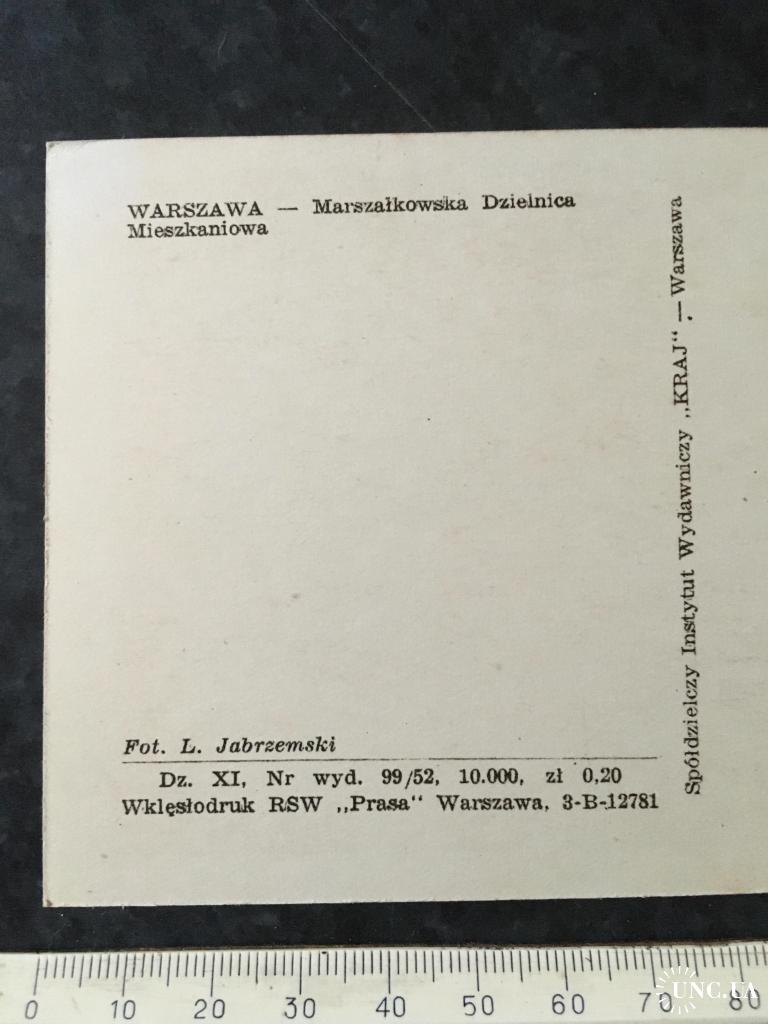 WARSZAWA — Marszałkowska Dzielnica
Mieszkaniowa
Spółdzielczy Instytut Wydawniczy „KRAJ" — Warszawa
Fot. L. Jabrzemski
Dz. XI, Nr wyd. 99/52, 10.000, zł 0,20
Wklęsłodruk RSW „Prasa" Warszawa, 3-B-12781
0 10 20 30 40 50 60 70 80
UNC.UA